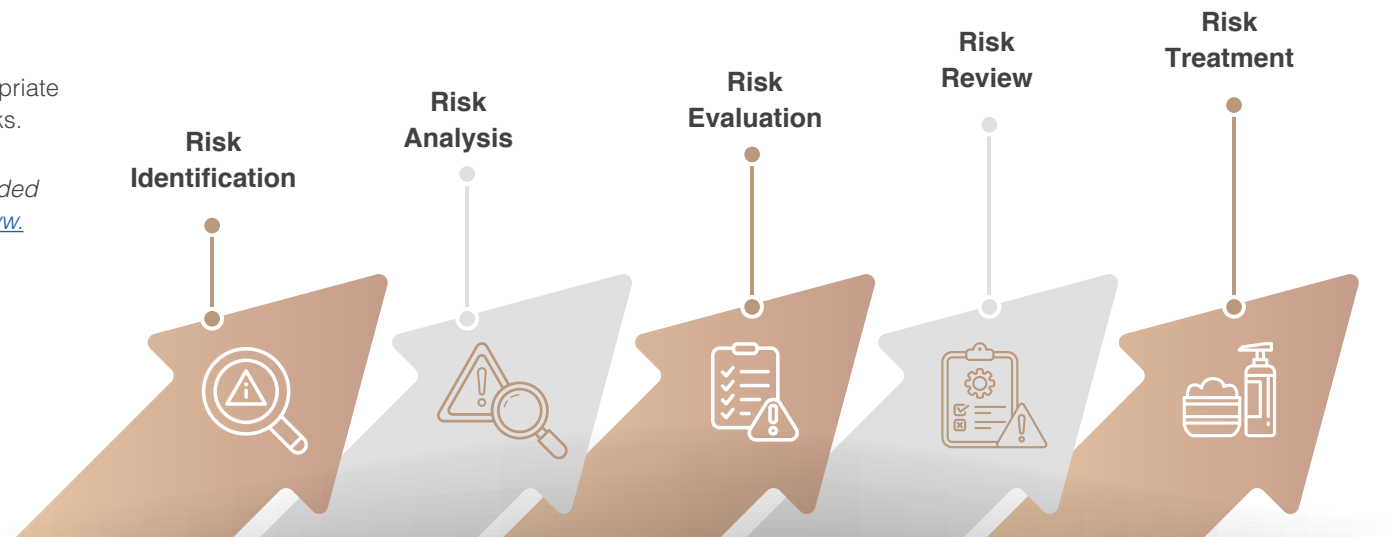 priate
ks.
ded
w.
Risk
Identification
Risk
Analysis
Risk
Evaluation
Risk
Review
Risk
Treatment